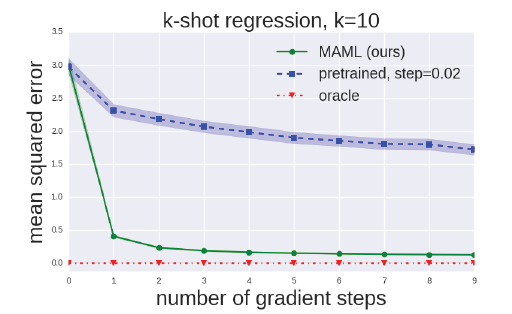 k-shot regression, k=10
3.5
3.0
2.5
2.0
1.5
1.0
0.5
0.0
mean squared error
MAML (ours)
pretrained, step=0.02
oracle
0 1 2 3 4 5 6 7 8 9
number of gradient steps